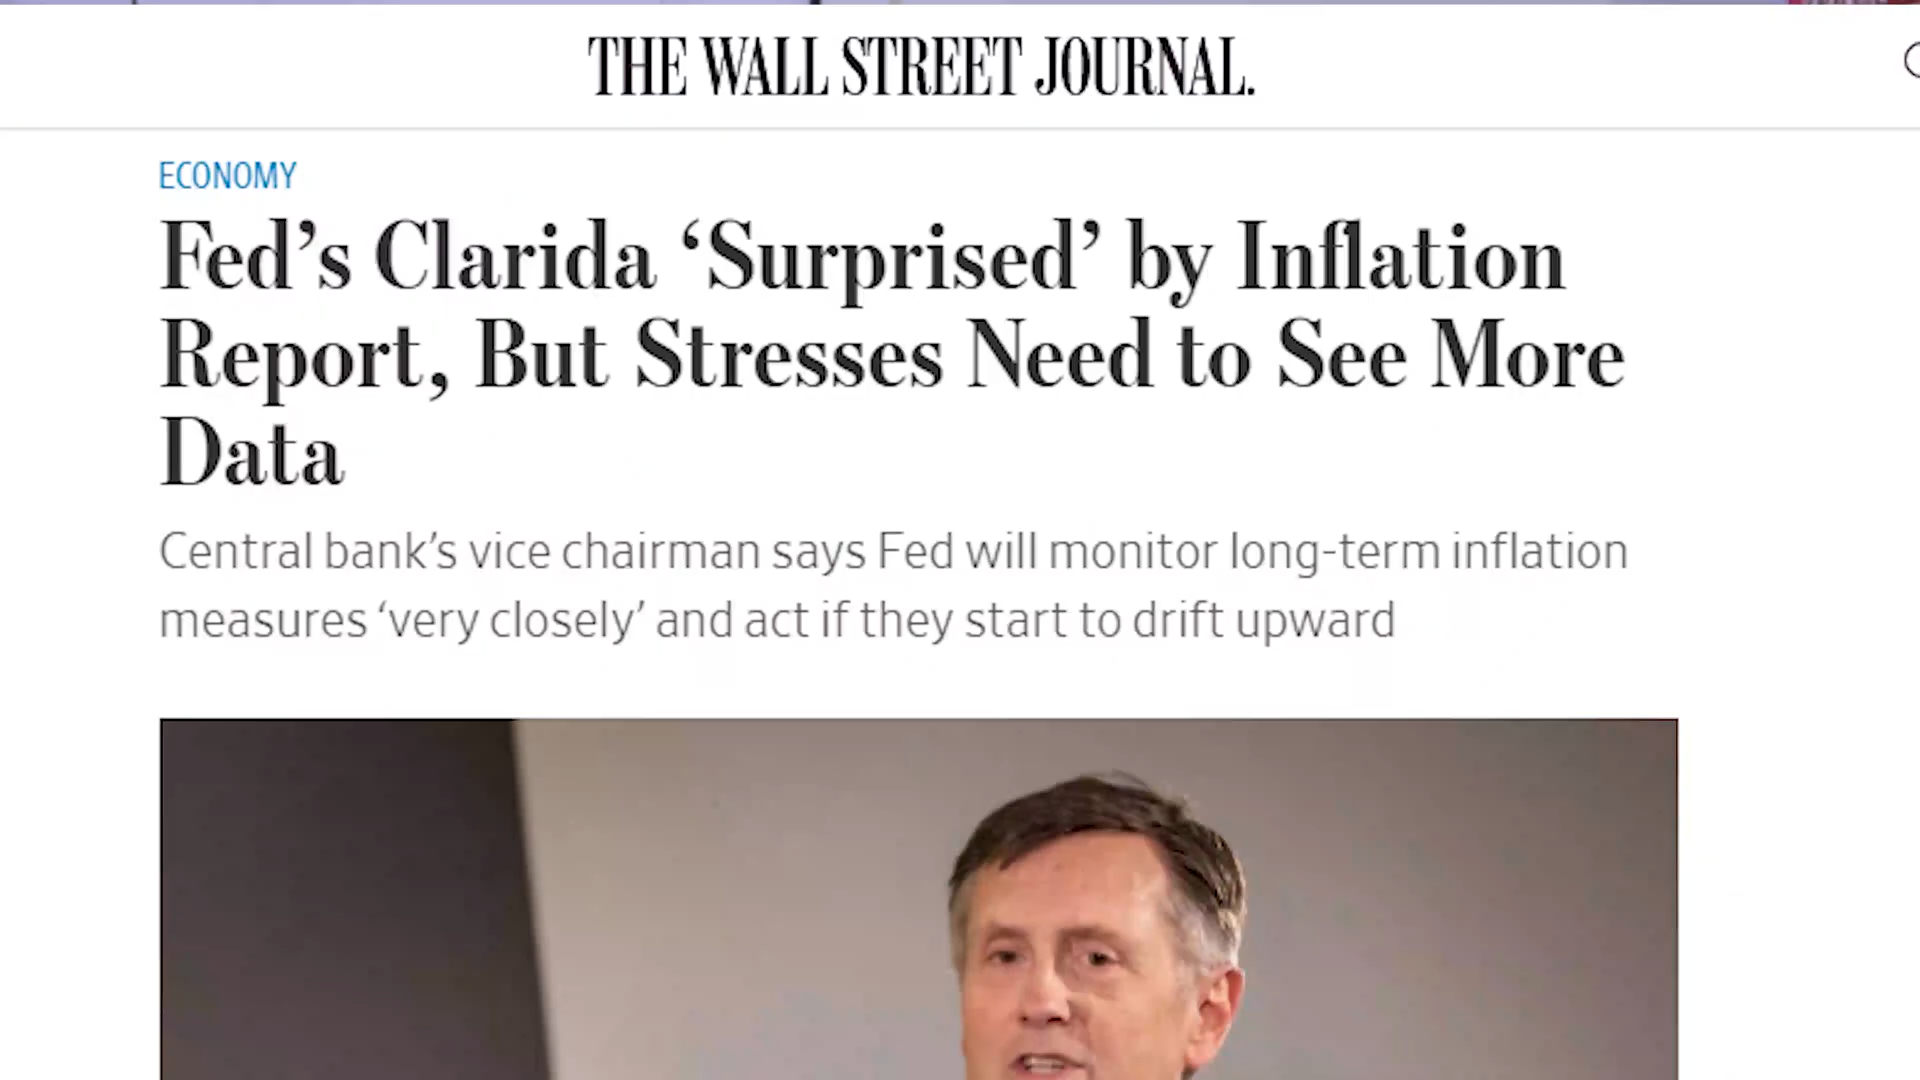 THE WALL STREET JOURNAL.
ECONOMY
Fed’s Clarida ‘Surprised’ by Inflation
Report, But Stresses Need to See More
Data
Central bank’s vice chairman says Fed will monitor long-term inflation
measures ‘very closely’ and act if they start to drift upward